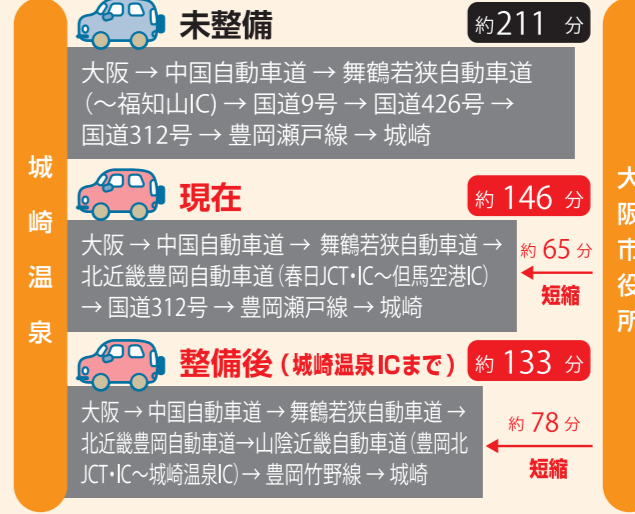 城崎温泉
未整備 約211 分
大阪 → 中国自動車道 → 舞鶴若狭自動車道
(～福知山IC) → 国道9号 → 国道426号 →
国道312号 → 豊岡瀬戸線 → 城崎
現在 約 146 分
大阪 → 中国自動車道 → 舞鶴若狭自動車道 →
北近畿豊岡自動車道(春日JCT・IC～但馬空港IC)
→ 国道312号 → 豊岡瀬戸線 → 城崎
約 65 分
短縮
整備後(城崎温泉ICまで) 約 133 分
大阪 → 中国自動車道 → 舞鶴若狭自動車道 →
北近畿豊岡自動車道→山陰近畿自動車道(豊岡北
JCT・IC～城崎温泉IC)→ 豊岡竹野線 → 城崎
約 78 分
短縮
大阪市役所